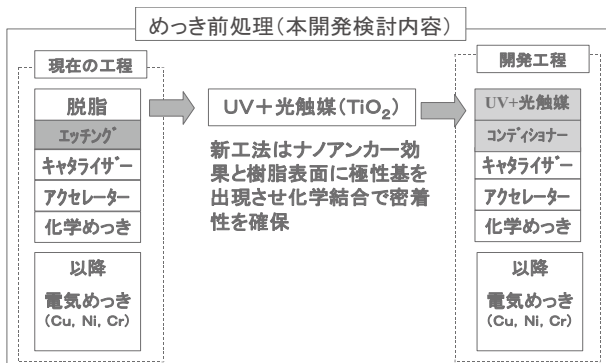 めっき前処理（本開発検討内容）
現在の工程
脱脂
エッチング
キャタライザー
アクセレーター
化学めっき
以降
電気めっき
(Cu, Ni, Cr)
UV＋光触媒（TiO₂）
新工法はナノアンカー効
果と樹脂表面に極性基を
出現させ化学結合で密着
性を確保
開発工程
UV+光触媒
コンディショナー
キャタライザー
アクセレーター
化学めっき
以降
電気めっき
(Cu, Ni, Cr)